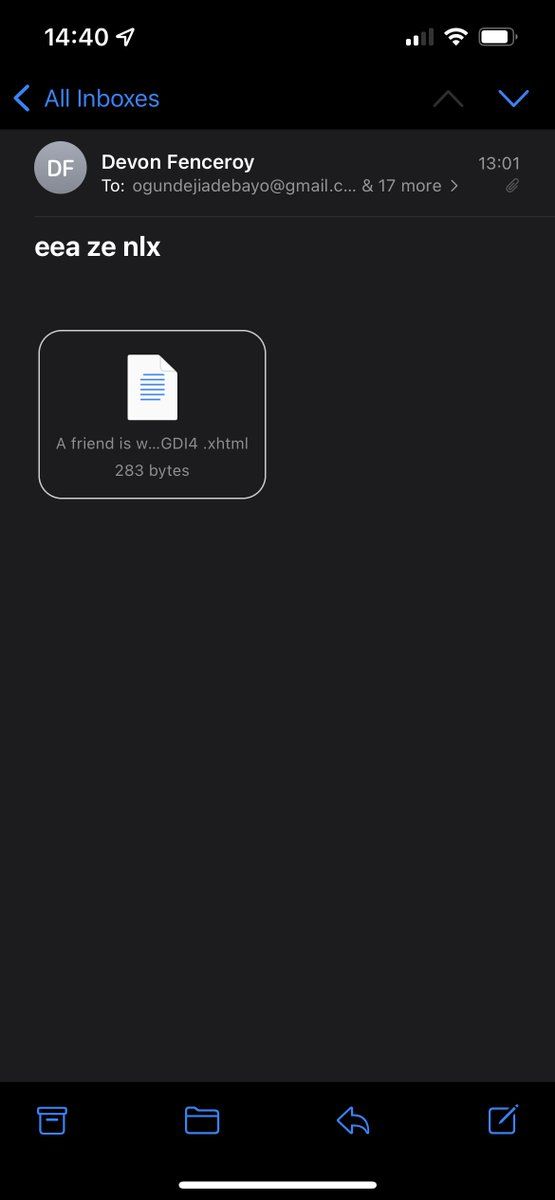 14:40
All Inboxes
DF
Devon Fenceroy
13:01
To: ogundejiadebayo@gmail.c... & 17 more
eea ze nlx
A friend is w...GDI4 .xhtml
283 bytes